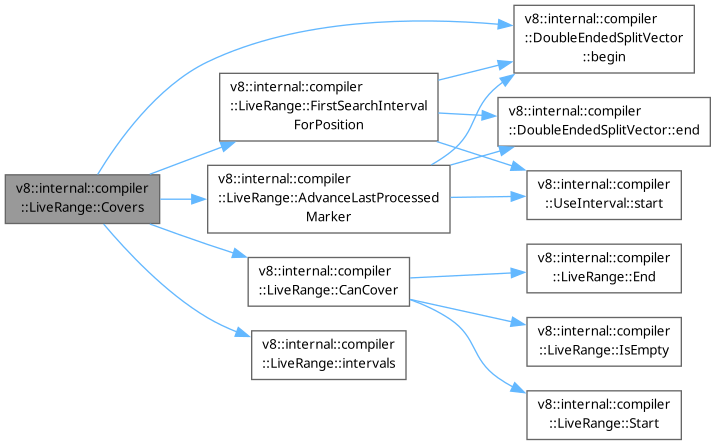 v8::internal::compiler
::LiveRange::Covers
v8::internal::compiler
::DoubleEndedSplitVector
::begin
v8::internal::compiler
::LiveRange::FirstSearchInterval
ForPosition
v8::internal::compiler
::DoubleEndedSplitVector::end
v8::internal::compiler
::LiveRange::AdvanceLastProcessed
Marker
v8::internal::compiler
::UseInterval::start
v8::internal::compiler
::LiveRange::CanCover
v8::internal::compiler
::LiveRange::End
v8::internal::compiler
::LiveRange::IsEmpty
v8::internal::compiler
::LiveRange::Start
v8::internal::compiler
::LiveRange::intervals